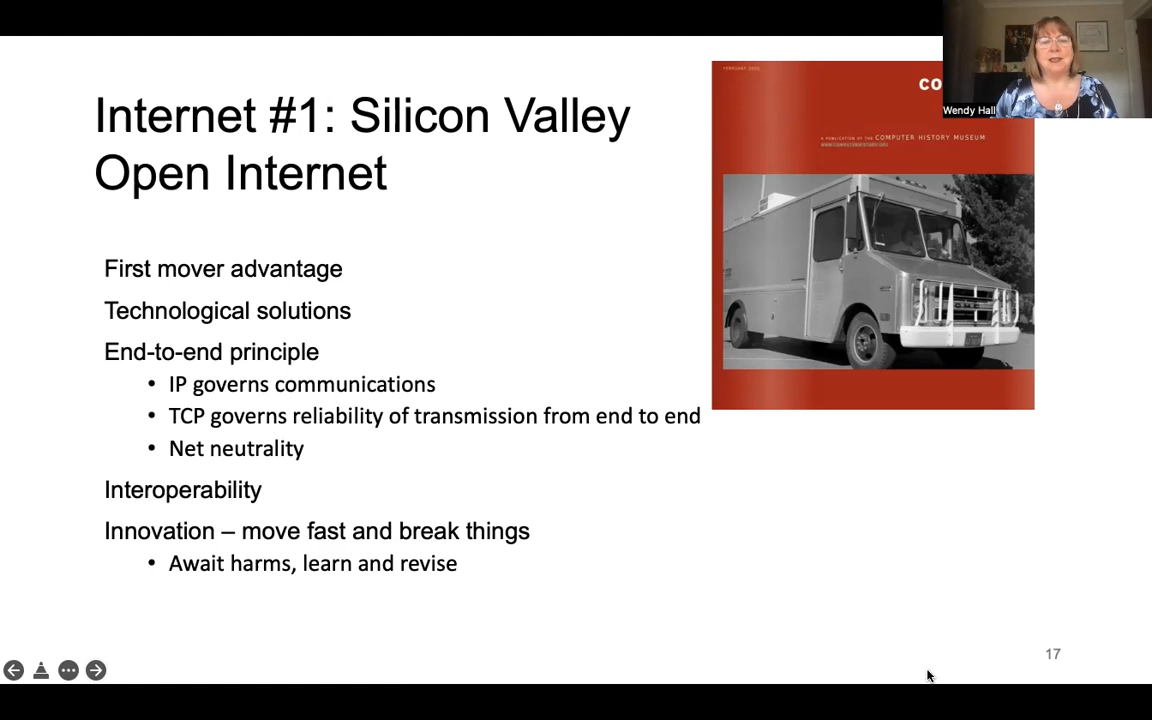 Internet #1: Silicon Valley
Open Internet
First mover advantage
Technological solutions
End-to-end principle
• IP governs communications
• TCP governs reliability of transmission from end to end
• Net neutrality
Interoperability
Innovation – move fast and break things
• Await harms, learn and revise
CO
A PUBLICATION OF THE COMPUTER HISTORY MUSEUM
WWW.COMPUTERHISTORY.ORG
GMC
Wendy Hall
17